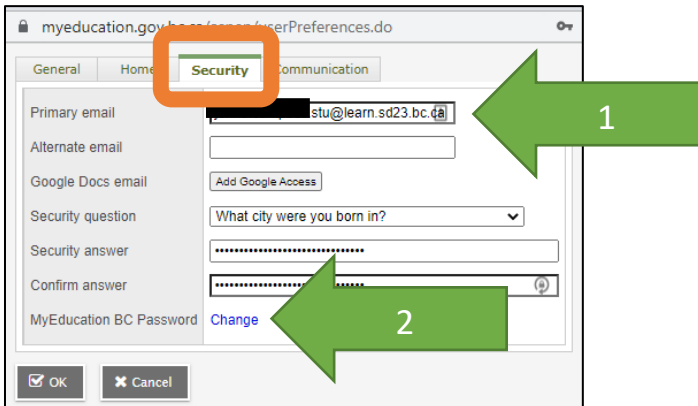 myeducation.gov.bc.ca/aspen/userPreferences.do
General Home Security Communication
Primary email stu@learn.sd23.bc.ca 1
Alternate email
Google Docs email Add Google Access
Security question What city were you born in?
Security answer
Confirm answer
MyEducation BC Password Change 2
OK Cancel